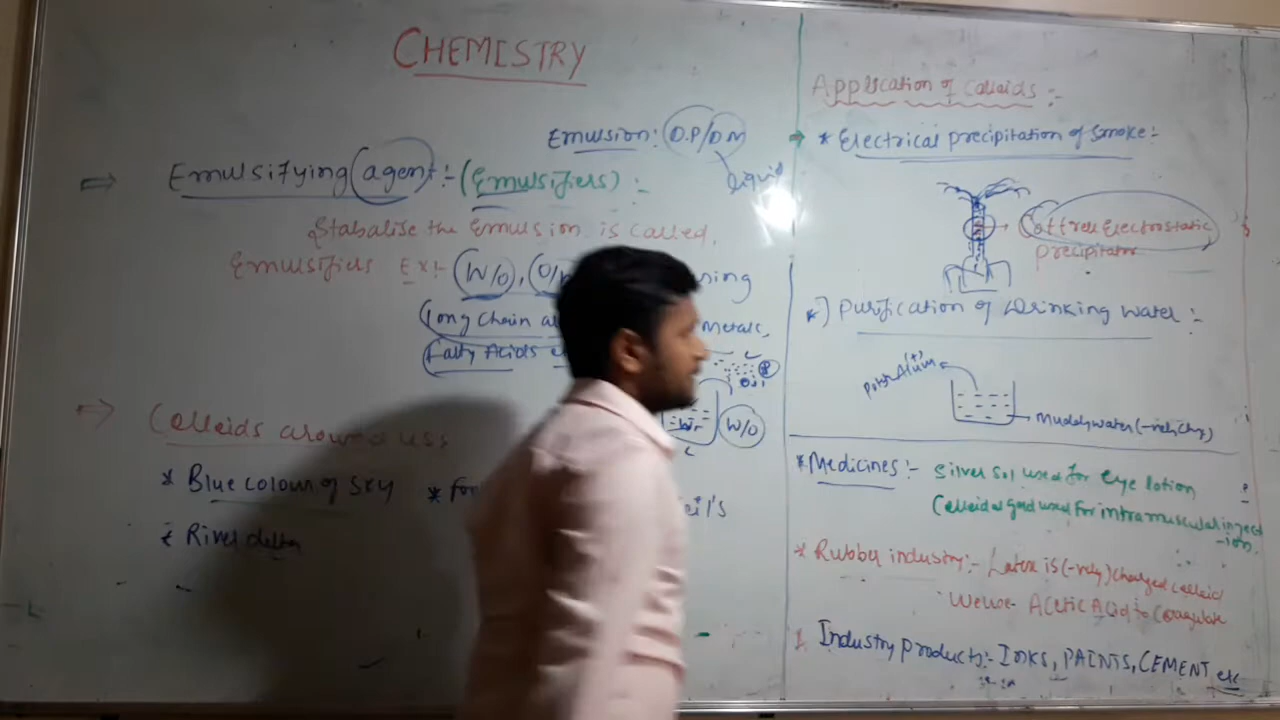 CHEMISTRY
Emulsion: (D.P/DM
liquid
Emulsifying (agent):- (Emulsifiers) :-
Stabalise the Emulsion is called,
Emulsifiers Ex:- (W/O),
Long chain
Metals,
Fatty Acids
Oil
W/O
Colloids around uss
* Blue colour of Sky *
* River delta
Application of Colloids :-
* Electrical precipitation of smoke:-
Cottrell Electrostatic
precipitator
*) Purification of Drinking Water :-
Potash Alum (+)
Muddy water (-vely chg)
* Medicines :- Silver Sol used for Eye lotion
Colloidal gold used for intramuscular inject
-ion.
* Rubber industry:- Latex is (-vely) charged colloid
We use Acetic Acid to Coagulate
Industry products:- INKS, PAINTS, CEMENT etc